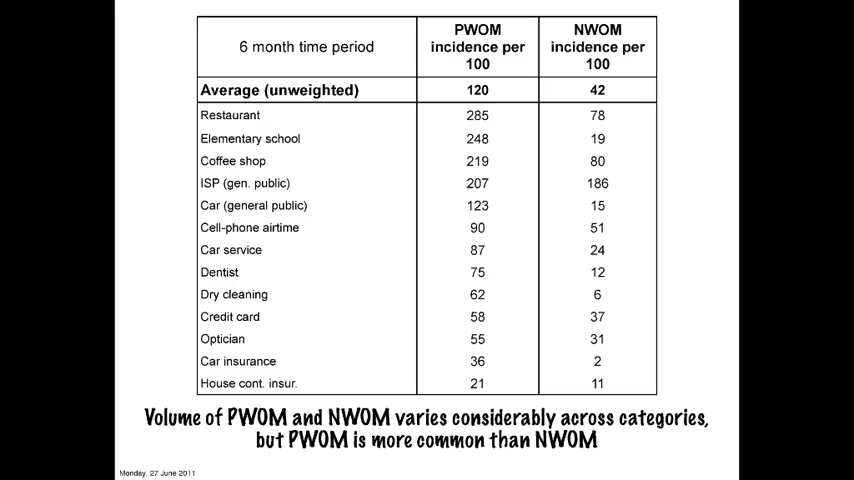 6 month time period PWOM incidence per 100 NWOM incidence per 100
Average (unweighted) 120 42
Restaurant 285 78
Elementary school 248 19
Coffee shop 219 80
ISP (gen. public) 207 186
Car (general public) 123 15
Cell-phone airtime 90 51
Car service 87 24
Dentist 75 12
Dry cleaning 62 6
Credit card 58 37
Optician 55 31
Car insurance 36 2
House cont. insur. 21 11
Volume of PWOM and NWOM varies considerably across categories,
but PWOM is more common than NWOM
Monday, 27 June 2011